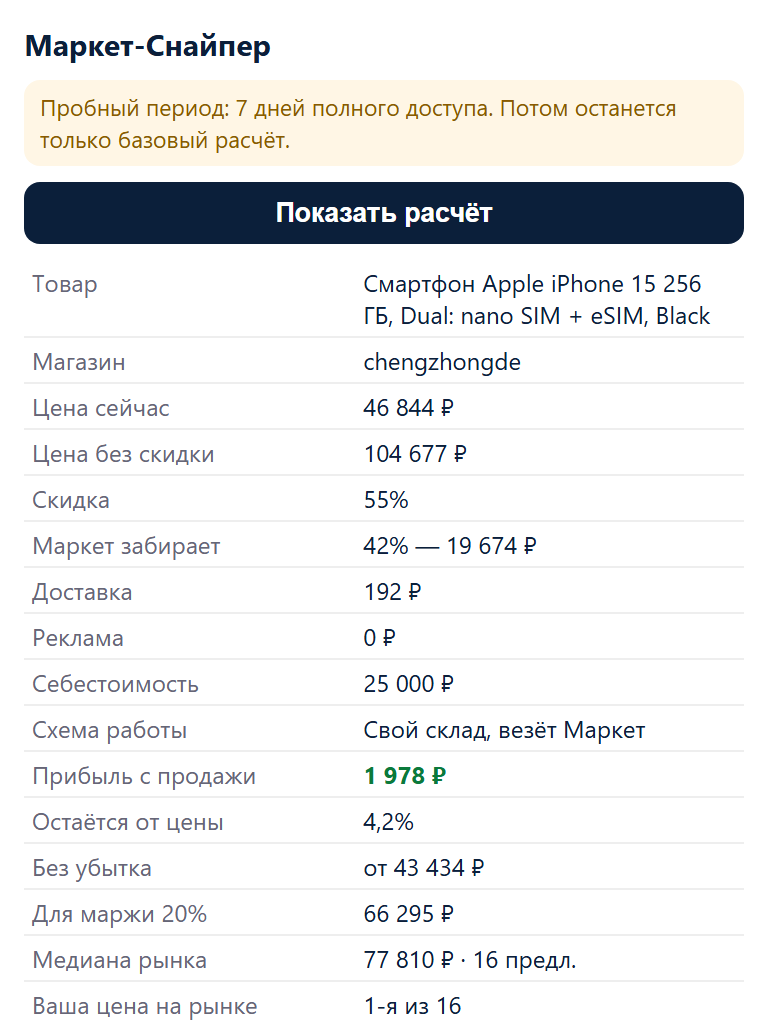 Маркет-Снайпер
Пробный период: 7 дней полного доступа. Потом останется
только базовый расчёт.
Показать расчёт
Товар Смартфон Apple iPhone 15 256
ГБ, Dual: nano SIM + eSIM, Black
Магазин chengzhongde
Цена сейчас 46 844 ₽
Цена без скидки 104 677 ₽
Скидка 55%
Маркет забирает 42% — 19 674 ₽
Доставка 192 ₽
Реклама 0 ₽
Себестоимость 25 000 ₽
Схема работы Свой склад, везёт Маркет
Прибыль с продажи 1 978 ₽
Остаётся от цены 4,2%
Без убытка от 43 434 ₽
Для маржи 20% 66 295 ₽
Медиана рынка 77 810 ₽ · 16 предл.
Ваша цена на рынке 1-я из 16